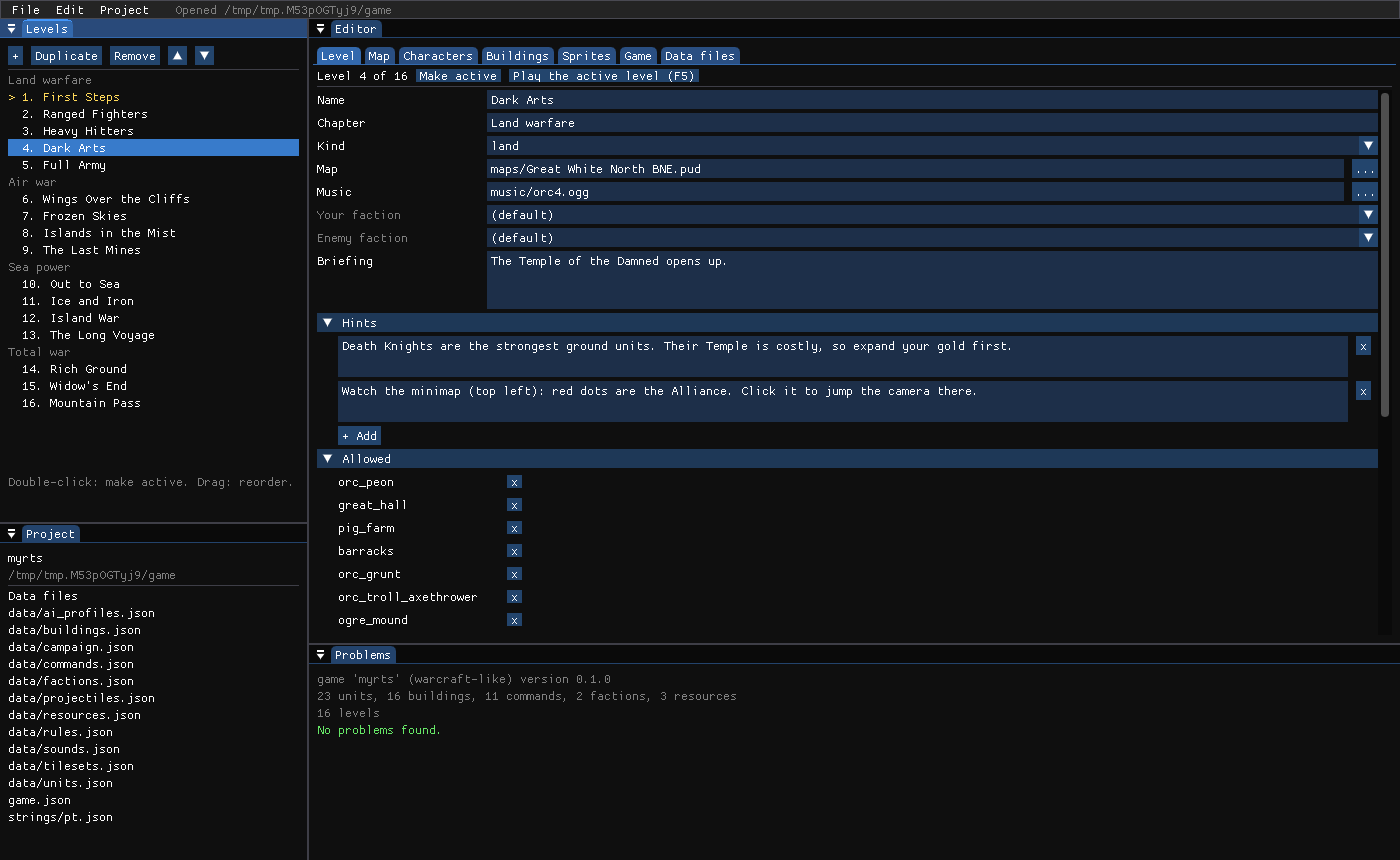 File Edit Project Opened /tmp/tmp.M53pOGTyj9/game
Levels
+ Duplicate Remove ▲ ▼
Land warfare
> 1. First Steps
2. Ranged Fighters
3. Heavy Hitters
4. Dark Arts
5. Full Army
Air war
6. Wings Over the Cliffs
7. Frozen Skies
8. Islands in the Mist
9. The Last Mines
Sea power
10. Out to Sea
11. Ice and Iron
12. Island War
13. The Long Voyage
Total war
14. Rich Ground
15. Widow's End
16. Mountain Pass
Double-click: make active. Drag: reorder.
Project
myrts
/tmp/tmp.M53pOGTyj9/game
Data files
data/ai_profiles.json
data/buildings.json
data/campaign.json
data/commands.json
data/factions.json
data/projectiles.json
data/resources.json
data/rules.json
data/sounds.json
data/tilesets.json
data/units.json
game.json
strings/pt.json
Editor
Level Map Characters Buildings Sprites Game Data files
Level 4 of 16 Make active Play the active level (F5)
Name Dark Arts
Chapter Land warfare
Kind land
Map maps/Great White North BNE.pud ...
Music music/orc4.ogg ...
Your faction (default)
Enemy faction (default)
Briefing The Temple of the Damned opens up.
Hints
Death Knights are the strongest ground units. Their Temple is costly, so expand your gold first. x
Watch the minimap (top left): red dots are the Alliance. Click it to jump the camera there. x
+ Add
Allowed
orc_peon x
great_hall x
pig_farm x
barracks x
orc_grunt x
orc_troll_axethrower x
ogre_mound x
Problems
game 'myrts' (warcraft-like) version 0.1.0
23 units, 16 buildings, 11 commands, 2 factions, 3 resources
16 levels
No problems found.